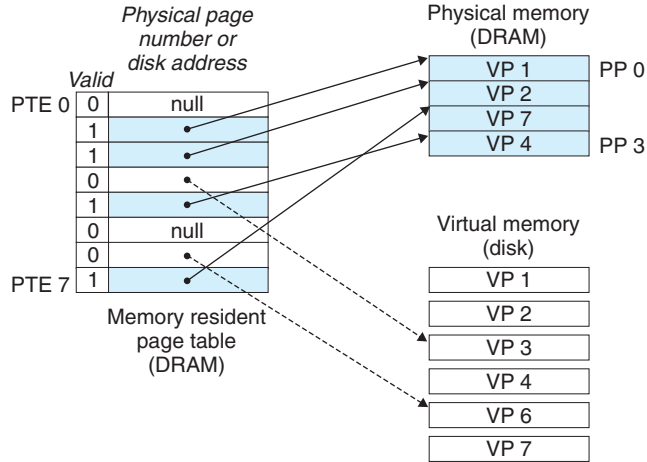 Physical page
number or
disk address
Valid
PTE 0
0
null
1
1
0
1
0
null
0
PTE 7
1
Memory resident
page table
(DRAM)
Physical memory
(DRAM)
VP 1
PP 0
VP 2
VP 7
VP 4
PP 3
Virtual memory
(disk)
VP 1
VP 2
VP 3
VP 4
VP 6
VP 7